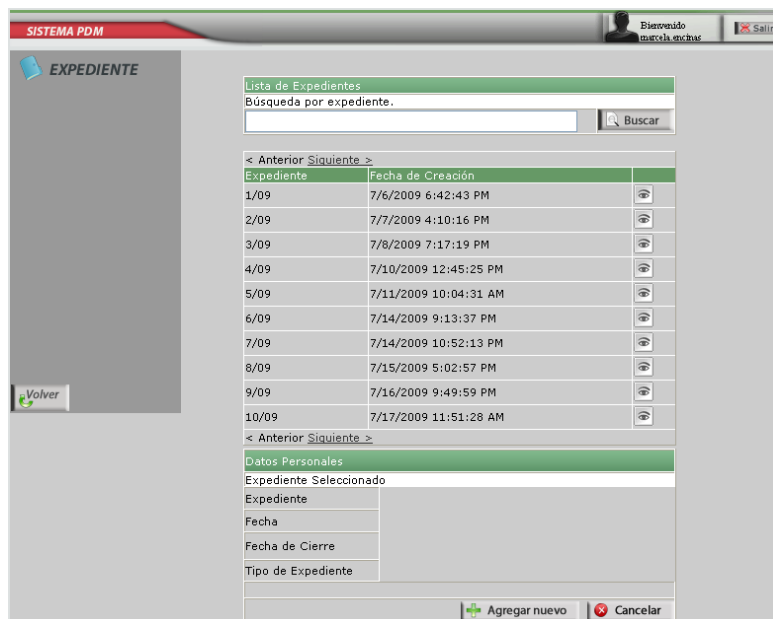 SISTEMA PDM
Bienvenido
marcela.encinas
Salir
EXPEDIENTE
Lista de Expedientes
Búsqueda por expediente.
Buscar
< Anterior Siguiente >
Expediente Fecha de Creación
1/09 7/6/2009 6:42:43 PM
2/09 7/7/2009 4:10:16 PM
3/09 7/8/2009 7:17:19 PM
4/09 7/10/2009 12:45:25 PM
5/09 7/11/2009 10:04:31 AM
6/09 7/14/2009 9:13:37 PM
7/09 7/14/2009 10:52:13 PM
8/09 7/15/2009 5:02:57 PM
9/09 7/16/2009 9:49:59 PM
10/09 7/17/2009 11:51:28 AM
< Anterior Siguiente >
Volver
Datos Personales
Expediente Seleccionado
Expediente
Fecha
Fecha de Cierre
Tipo de Expediente
Agregar nuevo
Cancelar